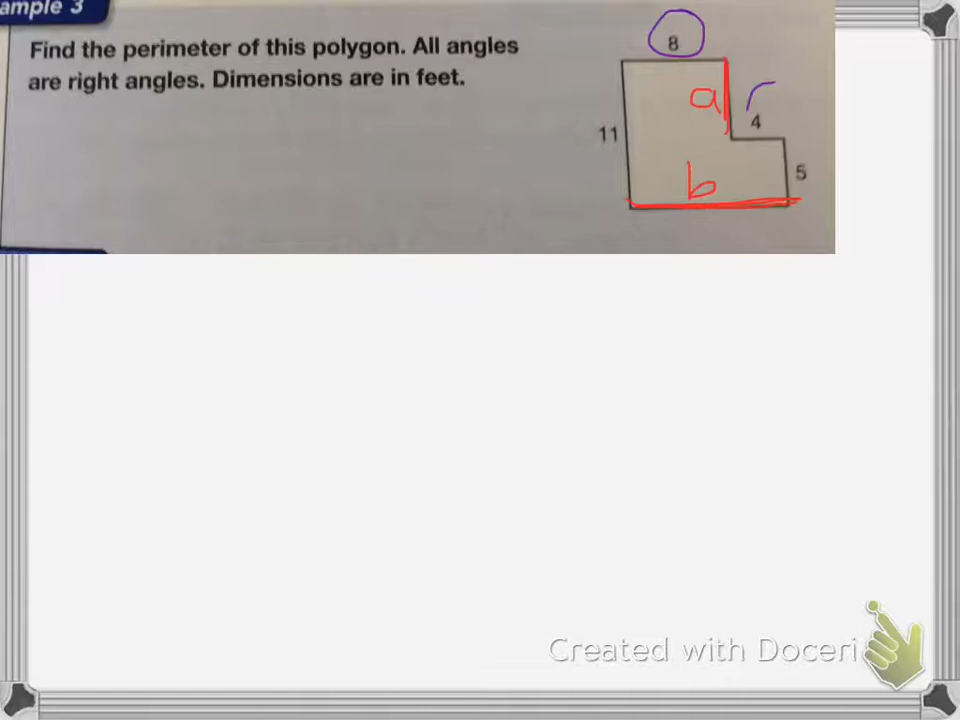 ample 3
Find the perimeter of this polygon. All angles
are right angles. Dimensions are in feet.
8
a
4
11
5
b
Created with Doceri